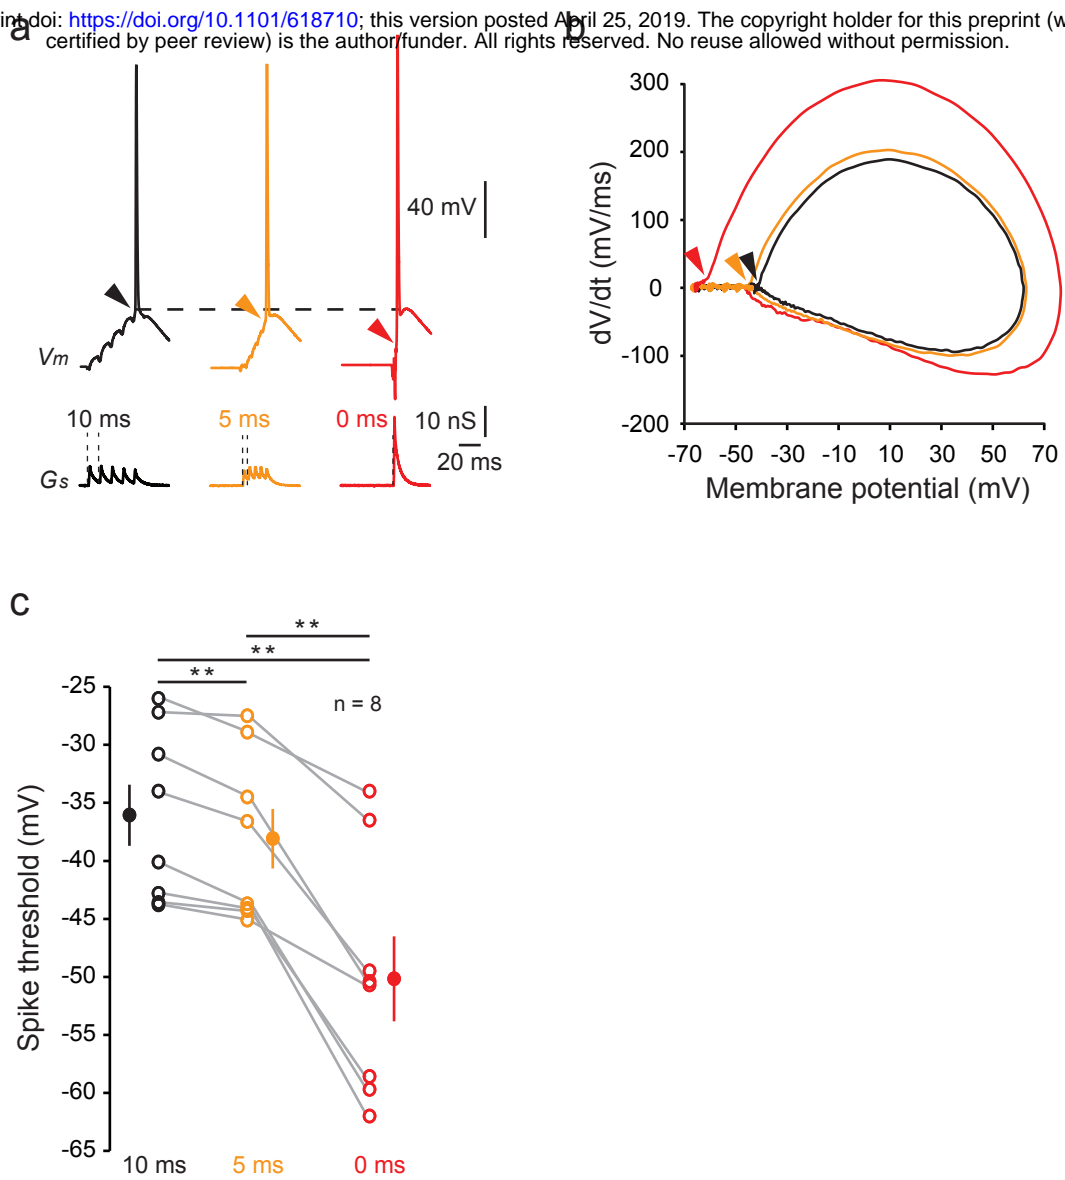 int doi: https://doi.org/10.1101/618710; this version posted April 25, 2019. The copyright holder for this preprint (w
certified by peer review) is the author/funder. All rights reserved. No reuse allowed without permission.
a
b
40 mV
Vm
10 ms
5 ms
0 ms
10 nS
20 ms
Gs
300
200
100
0
-100
-200
dV/dt (mV/ms)
-70 -50 -30 -10 10 30 50 70
Membrane potential (mV)
c
**
**
**
n = 8
-25
-30
-35
-40
-45
-50
-55
-60
-65
Spike threshold (mV)
10 ms 5 ms 0 ms